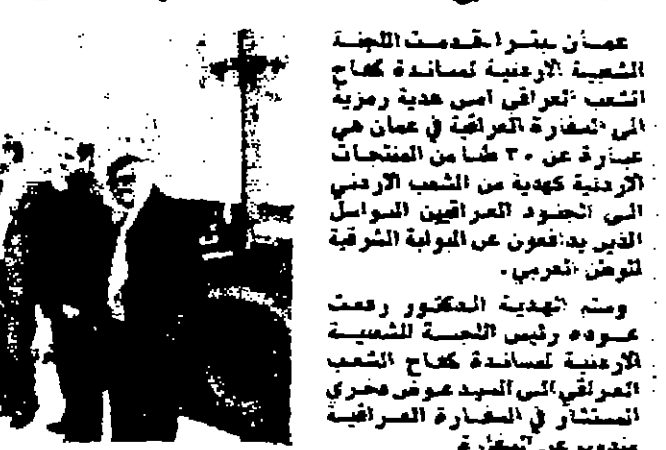 عمان ـ بترا ـ قدمت اللجنة
الشعبية الاردنية لمساندة كفاح
الشعب العراقي امس هدية رمزية
الى السفارة العراقية في عمان هي
عبارة عن ٣٠ طنا من المنتجات
الاردنية كهدية من الشعب الاردني
الى الجنود العراقيين البواسل
الذين يدافعون عن البوابة الشرقية
للوطن العربي .
وسلم الهدية الدكتور رفعت
عوده رئيس اللجنة الشعبية
الاردنية لمساندة كفاح الشعب
العراقي الى السيد عوض فخري
المستشار في السفارة العراقية
عن السفارة